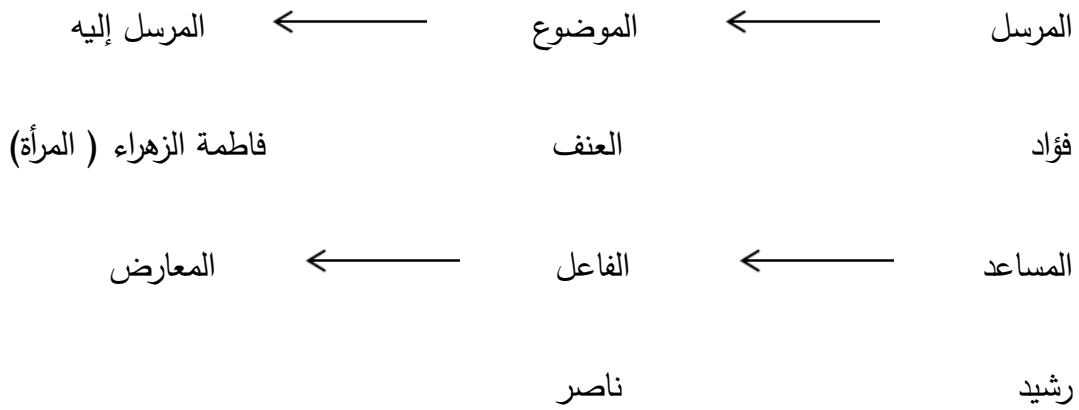 المرسل الموضوع المرسل إليه
فؤاد العنف فاطمة الزهراء ( المرأة)
المساعد الفاعل المعارض
رشيد ناصر